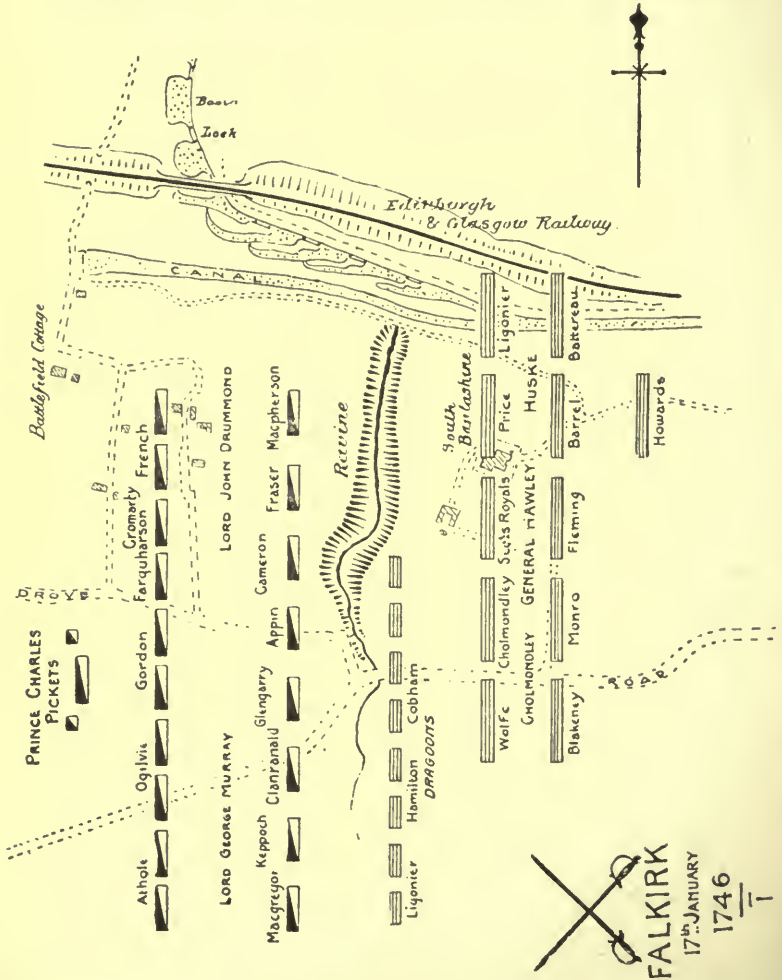 Basin
Lock
Edinburgh
& Glasgow Railway.
CANAL
Battlefield Cottage
PRINCE CHARLES
PICKETS
Athole
Ogilvie
Gordon
Farquharson
Cromarty
French
LORD GEORGE MURRAY
LORD JOHN DRUMMOND
Macgregor
Keppoch
Clanranald
Glengarry
Appin
Cameron
Fraser
Macpherson
Ravine
Ligonier
Hamilton
Cobham
DRAGOONS
South
Bantaskine
Wolfe
Cholmondley
Scots Royals
Price
Ligonier
CHOLMONDLEY
GENERAL HAWLEY
HUSKE
Blakeney
Monro
Fleming
Barrel
Battereau
Howards
ROAD
FALKIRK
17th JANUARY
1746
1